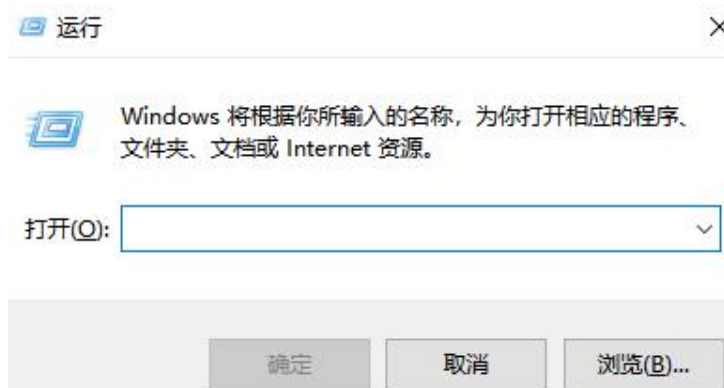 运行
Windows 将根据你所输入的名称，为你打开相应的程序、
文件夹、文档或 Internet 资源。
打开(O):
确定 取消 浏览(B)...